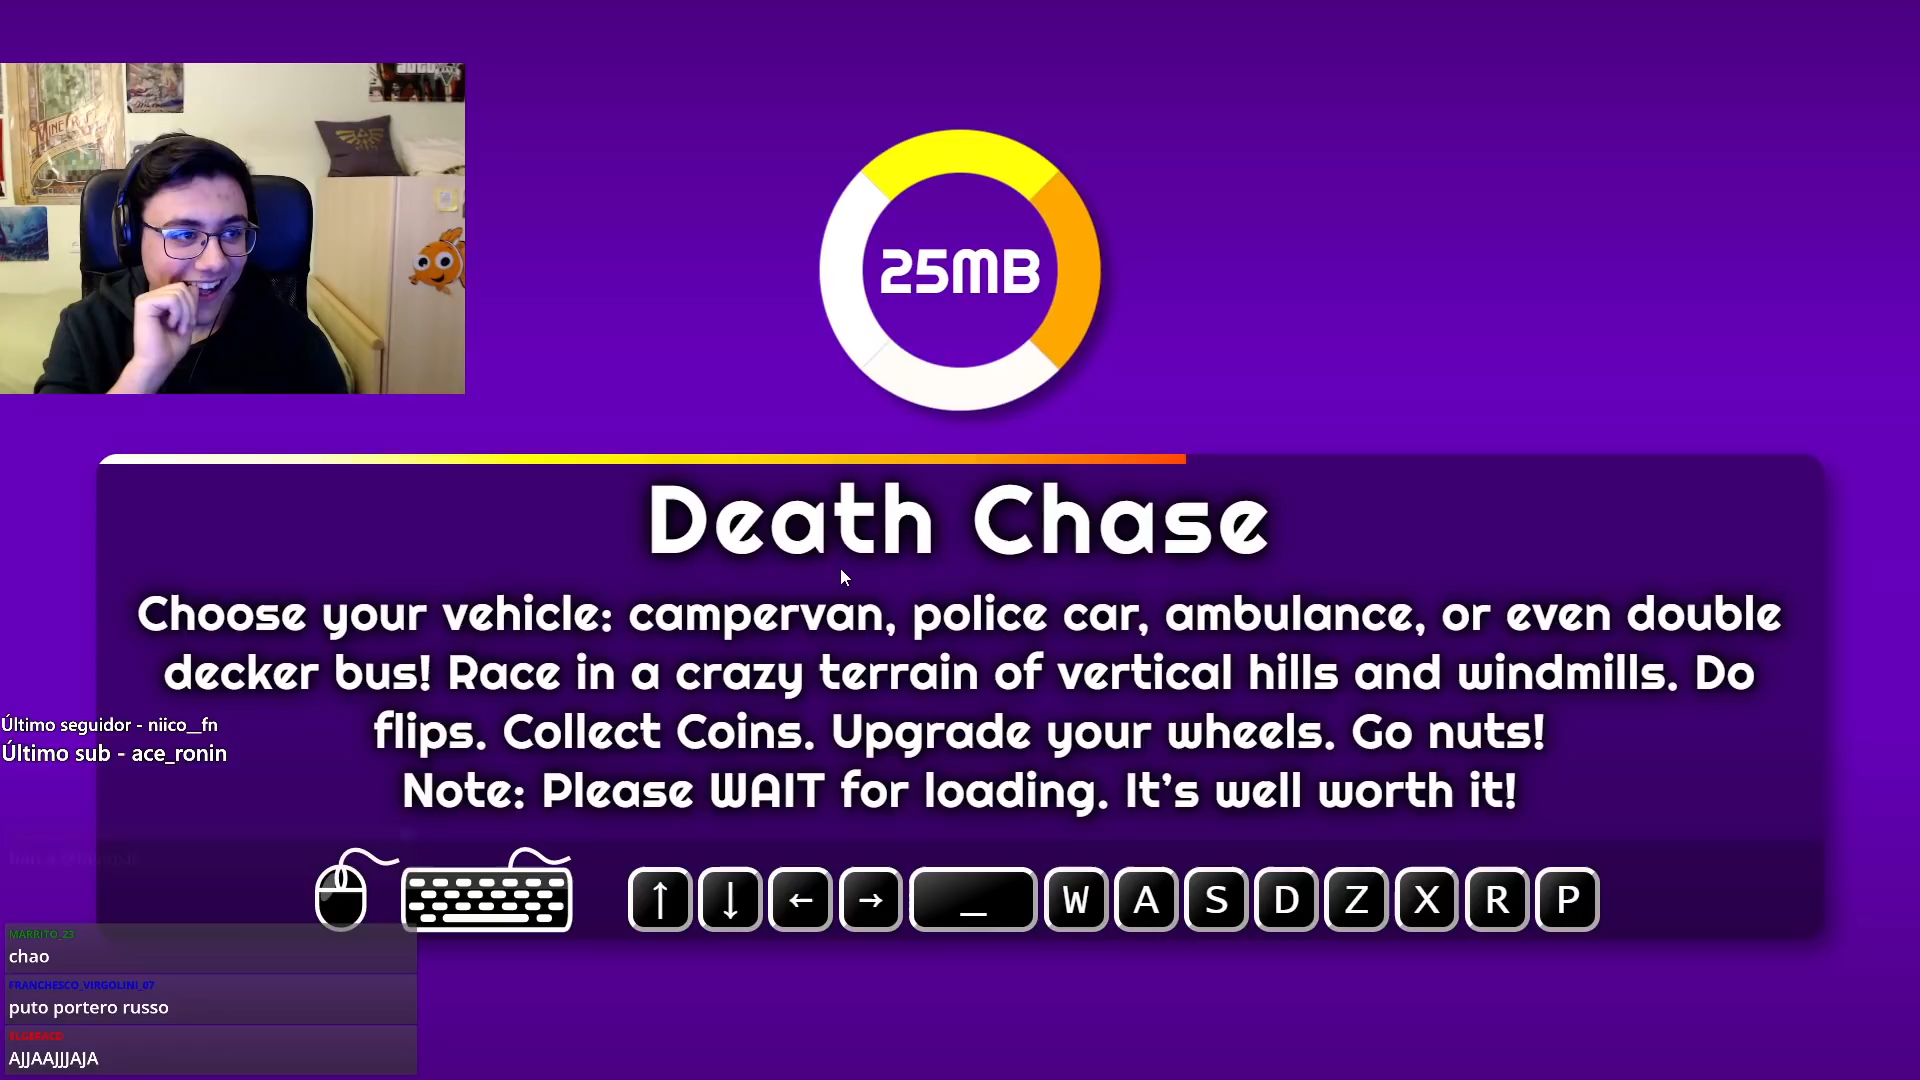 MINECRAFT
25MB
Death Chase
Choose your vehicle: campervan, police car, ambulance, or even double
decker bus! Race in a crazy terrain of vertical hills and windmills. Do
flips. Collect Coins. Upgrade your wheels. Go nuts!
Note: Please WAIT for loading. It's well worth it!
Último seguidor - niico__fn
Último sub - ace_ronin
↑ ↓ ← → _ W A S D Z X R P
MARRITO_23
chao
FRANCHESCO_VIRGOLINI_07
puto portero russo
AJJAAJJJAJA